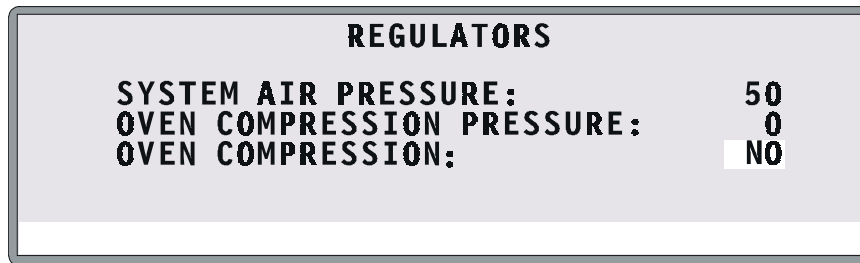 REGULATORS
SYSTEM AIR PRESSURE: 50
OVEN COMPRESSION PRESSURE: 0
OVEN COMPRESSION: NO